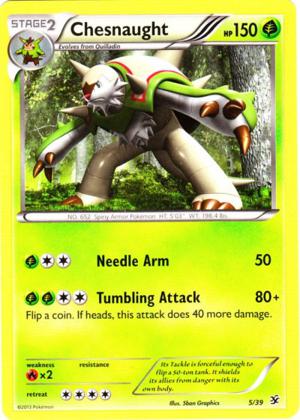 STAGE2
Chesnaught
HP150
Evolves from Quilladin
NO. 652 Spiny Armor Pokémon HT. 5'03" WT. 198.4 lbs.
Needle Arm 50
Tumbling Attack 80+
Flip a coin. If heads, this attack does 40 more damage.
weakness
resistance
×2
retreat
Its Tackle is forceful enough to
flip a 50-ton tank. It shields
its allies from danger with its
own body.
©2013 Pokémon
Illus. 5ban Graphics
5/39